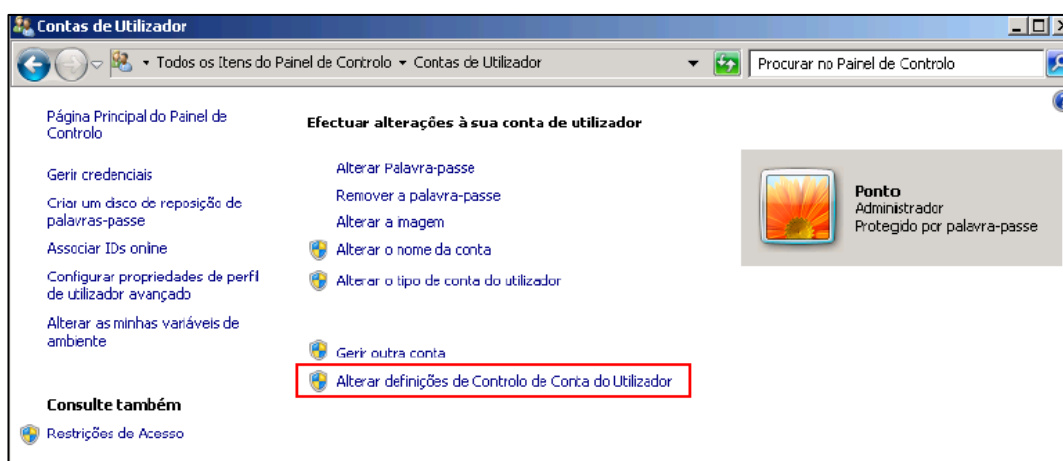 Contas de Utilizador
Todos os Itens do Painel de Controlo Contas de Utilizador
Procurar no Painel de Controlo
Página Principal do Painel de
Controlo
Gerir credenciais
Criar um disco de reposição de
palavras-passe
Associar IDs online
Configurar propriedades de perfil
de utilizador avançado
Alterar as minhas variáveis de
ambiente
Consulte também
Restrições de Acesso
Efectuar alterações à sua conta de utilizador
Alterar Palavra-passe
Remover a palavra-passe
Alterar a imagem
Alterar o nome da conta
Alterar o tipo de conta do utilizador
Gerir outra conta
Alterar definições de Controlo de Conta do Utilizador
Ponto
Administrador
Protegido por palavra-passe